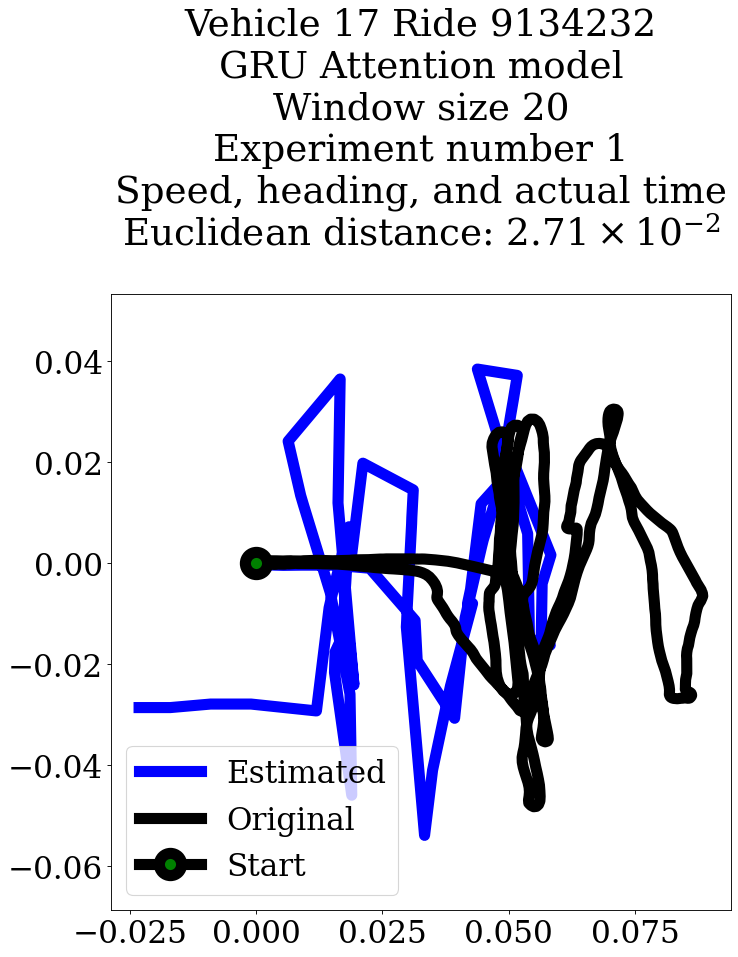 Vehicle 17 Ride 9134232
GRU Attention model
Window size 20
Experiment number 1
Speed, heading, and actual time
Euclidean distance: 2.71 × 10⁻²
0.04
0.02
0.00
−0.02
−0.04
−0.06
Estimated
Original
Start
−0.025 0.000 0.025 0.050 0.075